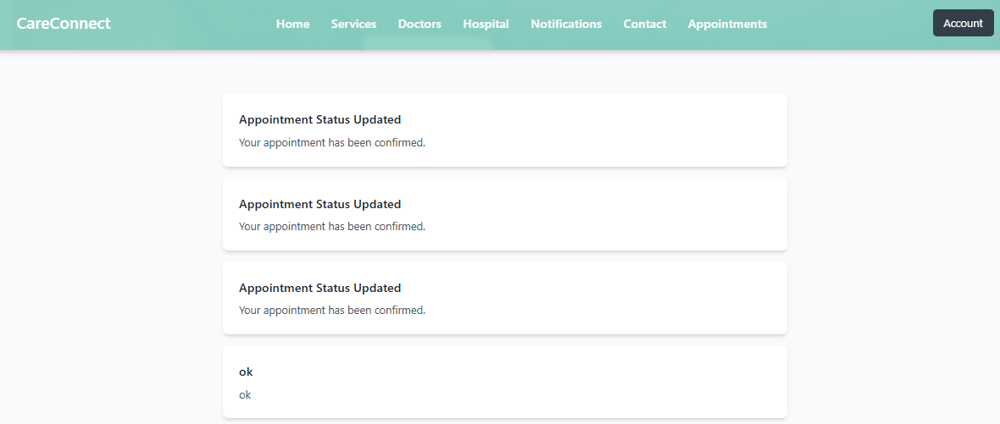 CareConnect
Home Services Doctors Hospital Notifications Contact Appointments
Account
Appointment Status Updated
Your appointment has been confirmed.
Appointment Status Updated
Your appointment has been confirmed.
Appointment Status Updated
Your appointment has been confirmed.
ok
ok